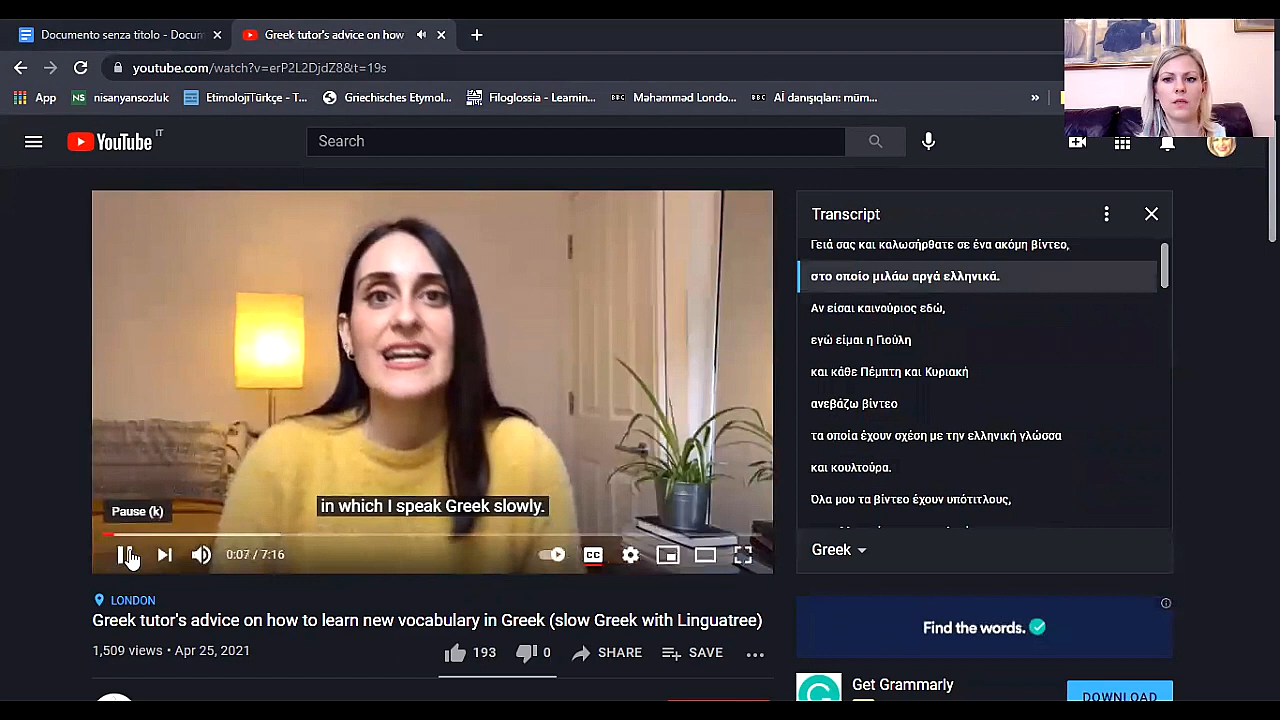 Documento senza titolo - Docum
Greek tutor's advice on how
youtube.com/watch?v=erP2L2DjdZ8&t=19s
App
NS nisanyansozluk
EtimolojiTürkçe - T...
Griechisches Etymol...
Filoglossia - Learnin...
BBC Məhəmməd Londo...
BBC Aİ danışıqları: müm...
»
YouTube IT
Search
Transcript
Γειά σας και καλωσήρθατε σε ένα ακόμη βίντεο,
στο οποίο μιλάω αργά ελληνικά.
Αν είσαι καινούριος εδώ,
εγώ είμαι η Γιούλη
και κάθε Πέμπτη και Κυριακή
ανεβάζω βίντεο
τα οποία έχουν σχέση με την ελληνική γλώσσα
και κουλτούρα.
Όλα μου τα βίντεο έχουν υπότιτλους,
Greek
in which I speak Greek slowly.
Pause (k)
0:07 / 7:16
CC
LONDON
Greek tutor's advice on how to learn new vocabulary in Greek (slow Greek with Linguatree)
1,509 views • Apr 25, 2021
193
0
SHARE
SAVE
Find the words.
Get Grammarly
DOWNLOAD